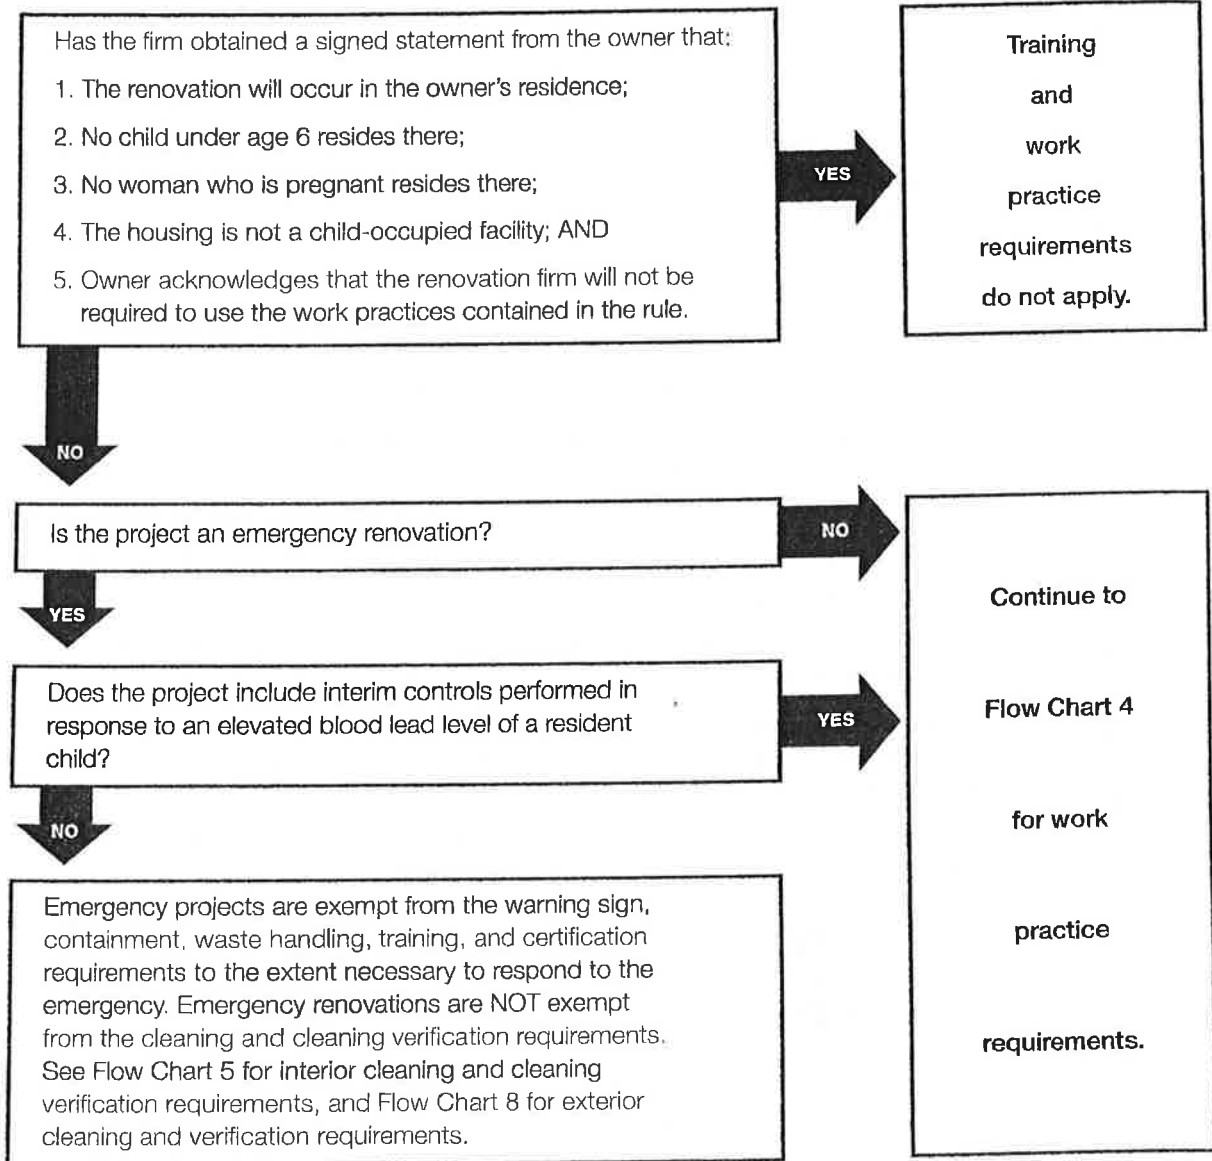 Has the firm obtained a signed statement from the owner that:
1. The renovation will occur in the owner's residence;
2. No child under age 6 resides there;
3. No woman who is pregnant resides there;
4. The housing is not a child-occupied facility; AND
5. Owner acknowledges that the renovation firm will not be
required to use the work practices contained in the rule.
YES
Training
and
work
practice
requirements
do not apply.
NO
Is the project an emergency renovation?
NO
YES
Does the project include interim controls performed in
response to an elevated blood lead level of a resident
child?
YES
NO
Emergency projects are exempt from the warning sign,
containment, waste handling, training, and certification
requirements to the extent necessary to respond to the
emergency. Emergency renovations are NOT exempt
from the cleaning and cleaning verification requirements.
See Flow Chart 5 for interior cleaning and cleaning
verification requirements, and Flow Chart 8 for exterior
cleaning and verification requirements.
Continue to
Flow Chart 4
for work
practice
requirements.